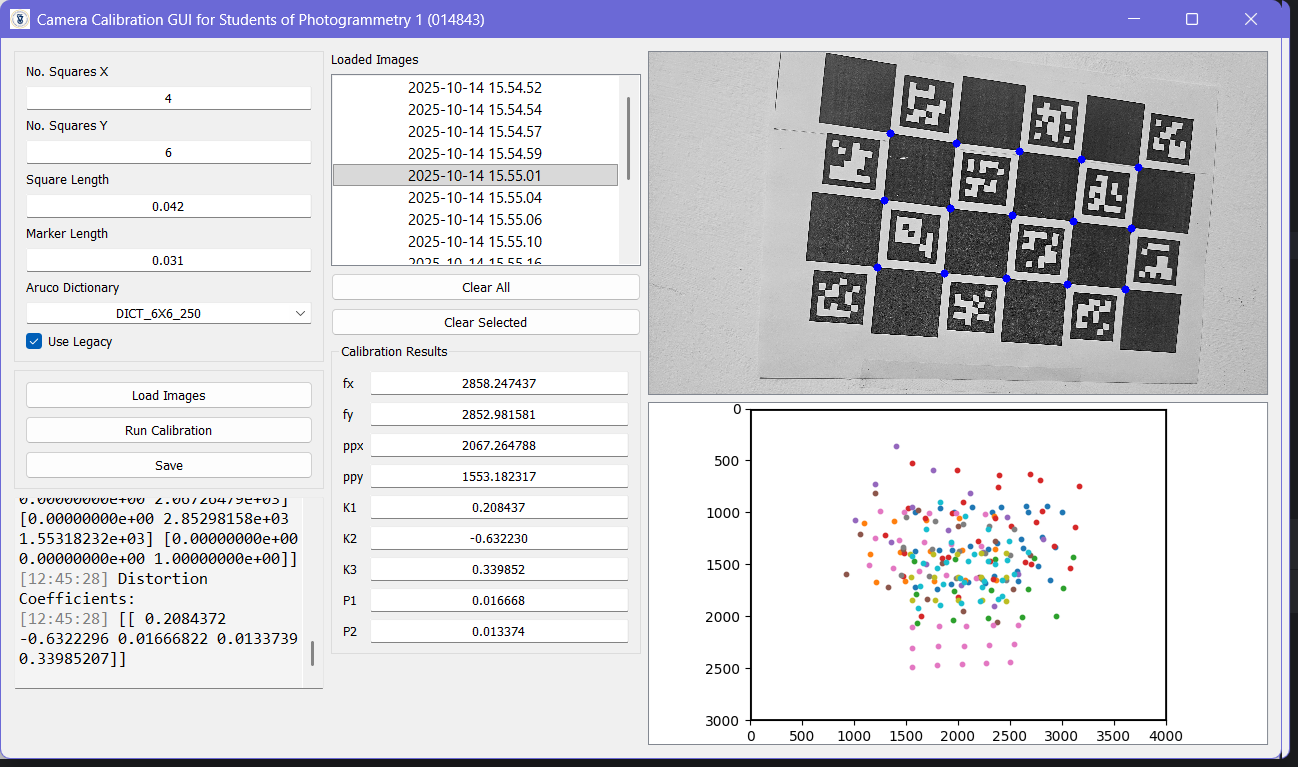 Camera Calibration GUI for Students of Photogrammetry 1 (014843)
No. Squares X
4
No. Squares Y
6
Square Length
0.042
Marker Length
0.031
Aruco Dictionary
DICT_6X6_250
Use Legacy
Load Images
Run Calibration
Save
0.00000000e+00 2.06726479e+03]
[0.00000000e+00 2.85298158e+03
1.55318232e+03] [0.00000000e+00
0.00000000e+00 1.00000000e+00]]
[12:45:28] Distortion
Coefficients:
[12:45:28] [[ 0.2084372
-0.6322296 0.01666822 0.0133739
0.33985207]]
Loaded Images
2025-10-14 15.54.52
2025-10-14 15.54.54
2025-10-14 15.54.57
2025-10-14 15.54.59
2025-10-14 15.55.01
2025-10-14 15.55.04
2025-10-14 15.55.06
2025-10-14 15.55.10
2025-10-14 15.55.16
Clear All
Clear Selected
Calibration Results
fx 2858.247437
fy 2852.981581
ppx 2067.264788
ppy 1553.182317
K1 0.208437
K2 -0.632230
K3 0.339852
P1 0.016668
P2 0.013374
0
500
1000
1500
2000
2500
3000
0 500 1000 1500 2000 2500 3000 3500 4000